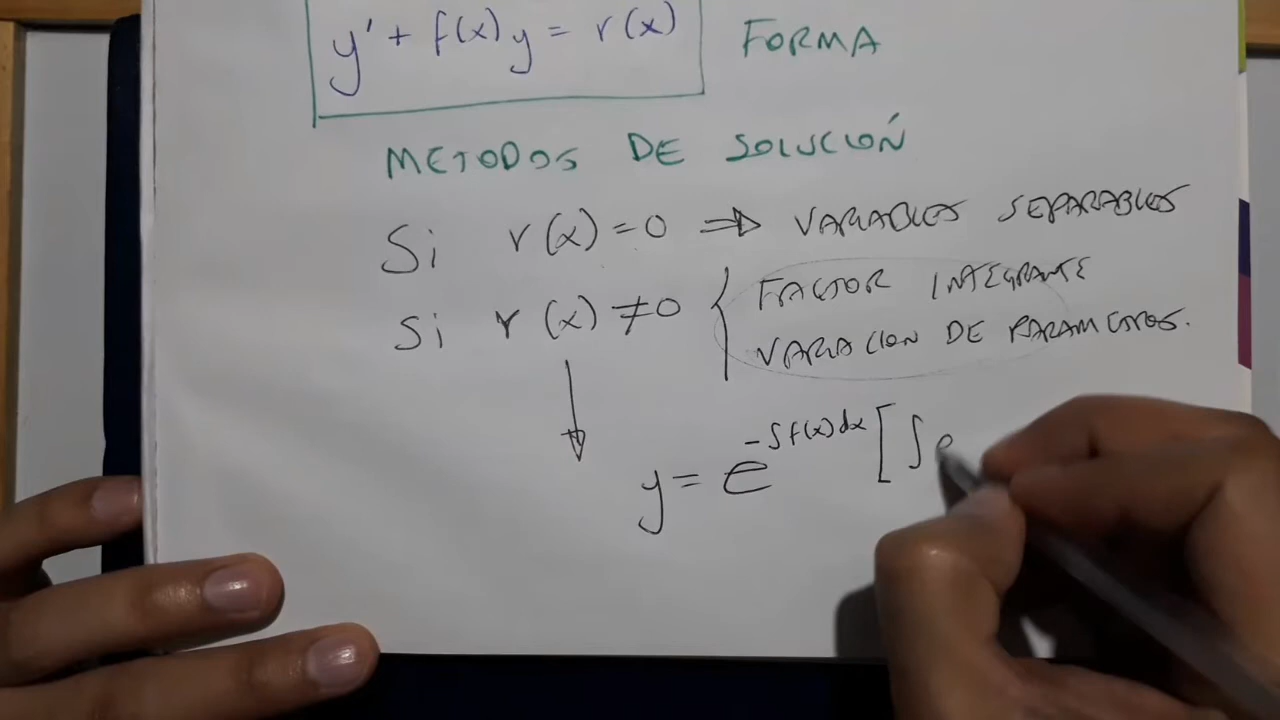 y' + f(x)y = r(x) FORMA
METODOS DE SOLUCIÓN
Si r(x) = 0 ⇒ VARIABLES SEPARABLES
Si r(x) ≠ 0 { FACTOR INTEGRANTE
VARIACION DE PARAMETROS.
y = e^{-∫f(x)dx} [ ∫e